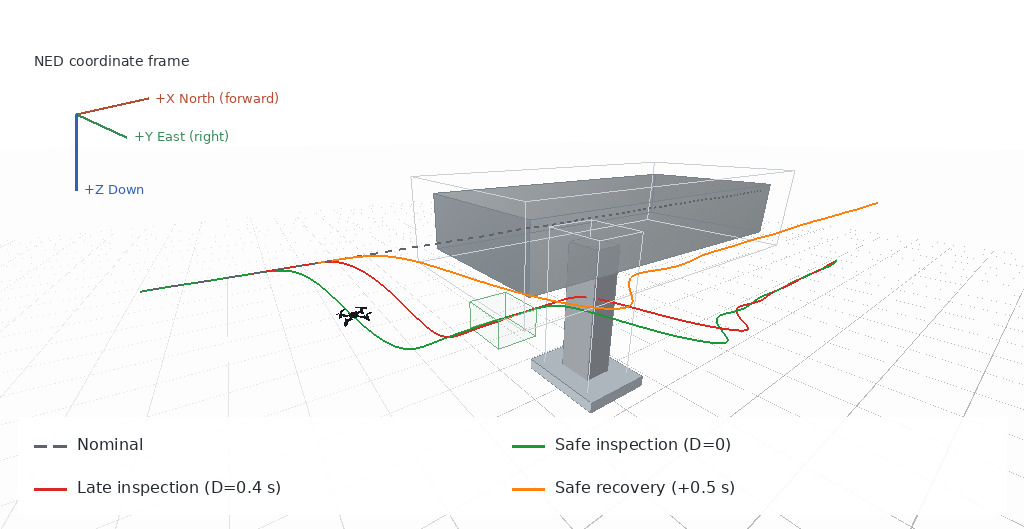 NED coordinate frame
+X North (forward)
+Y East (right)
+Z Down
Nominal
Safe inspection (D=0)
Late inspection (D=0.4 s)
Safe recovery (+0.5 s)